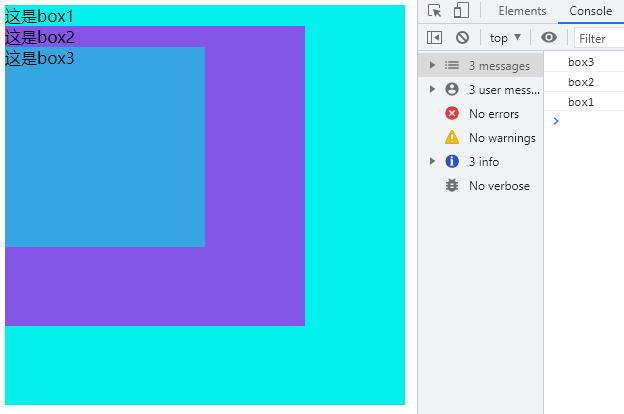 这是box1
这是box2
这是box3
Elements
Console
top
Filter
3 messages
3 user mess...
No errors
No warnings
3 info
No verbose
box3
box2
box1